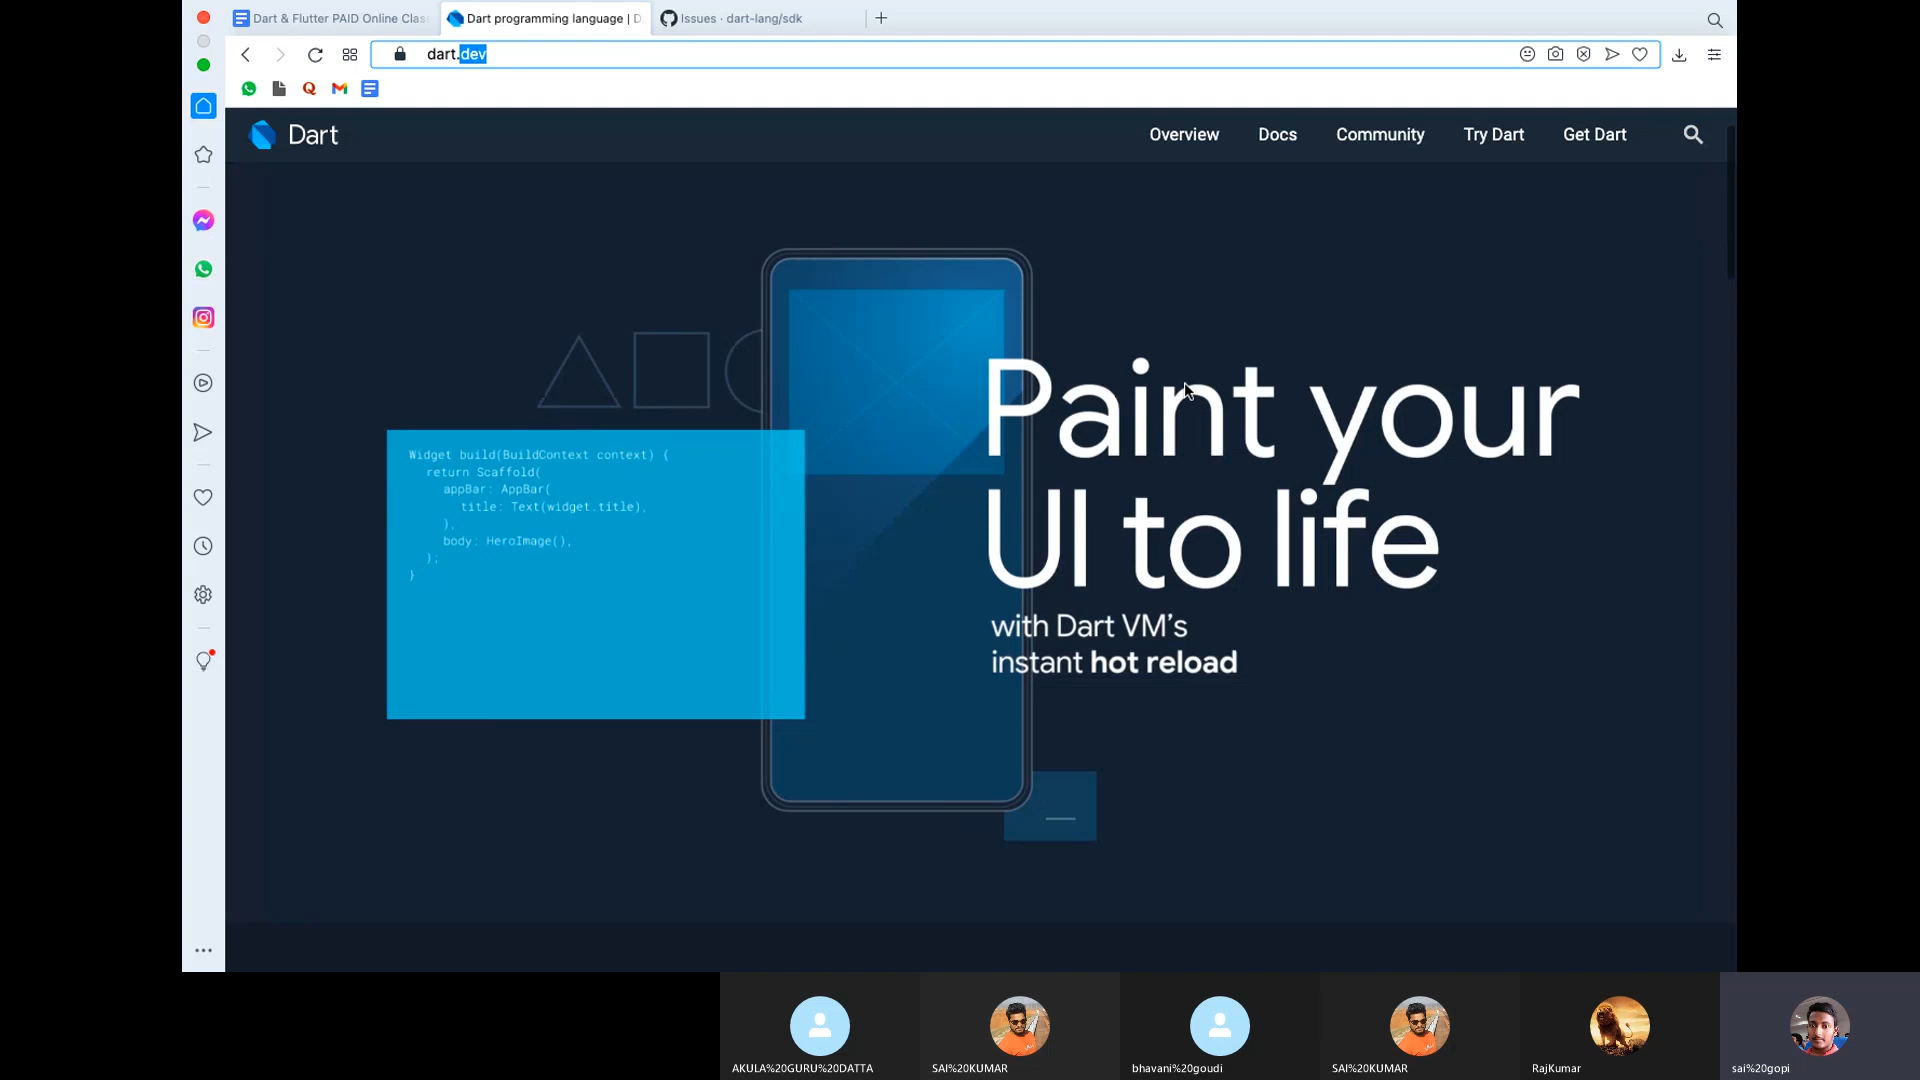 Dart & Flutter PAID Online Clas
Dart programming language | D
Issues · dart-lang/sdk
dart.dev
Dart
Overview
Docs
Community
Try Dart
Get Dart
Widget build(BuildContext context) {
return Scaffold(
appBar: AppBar(
title: Text(widget.title),
),
body: HeroImage(),
);
}
Paint your
UI to life
with Dart VM's
instant hot reload
AKULA%20GURU%20DATTA
SAI%20KUMAR
bhavani%20goudi
SAI%20KUMAR
RajKumar
sai%20gopi